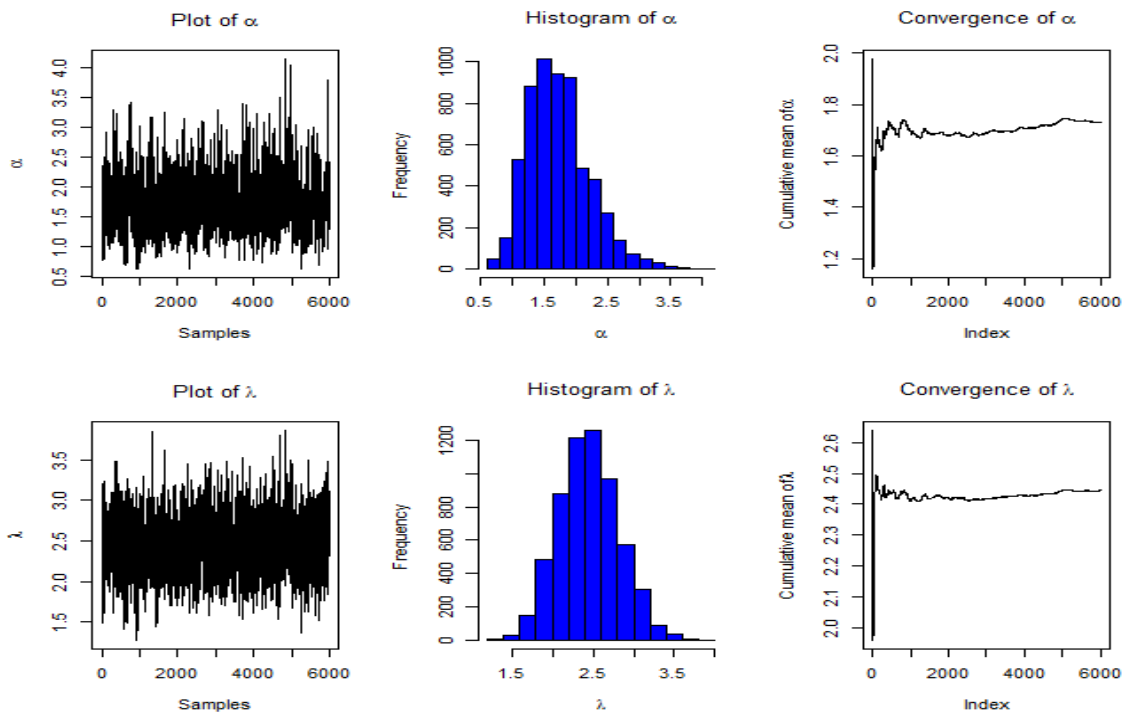 Plot of α
Histogram of α
Convergence of α
α
0.5 1.0 1.5 2.0 2.5 3.0 3.5 4.0
0 2000 4000 6000
Samples
Frequency
0 200 400 600 800 1000
0.5 1.5 2.5 3.5
α
Cumulative mean of α
1.2 1.4 1.6 1.8 2.0
0 2000 4000 6000
Index
Plot of λ
Histogram of λ
Convergence of λ
λ
1.5 2.0 2.5 3.0 3.5
0 2000 4000 6000
Samples
Frequency
0 200 400 600 800 1200
1.5 2.5 3.5
λ
Cumulative mean of λ
2.0 2.1 2.2 2.3 2.4 2.5 2.6
0 2000 4000 6000
Index